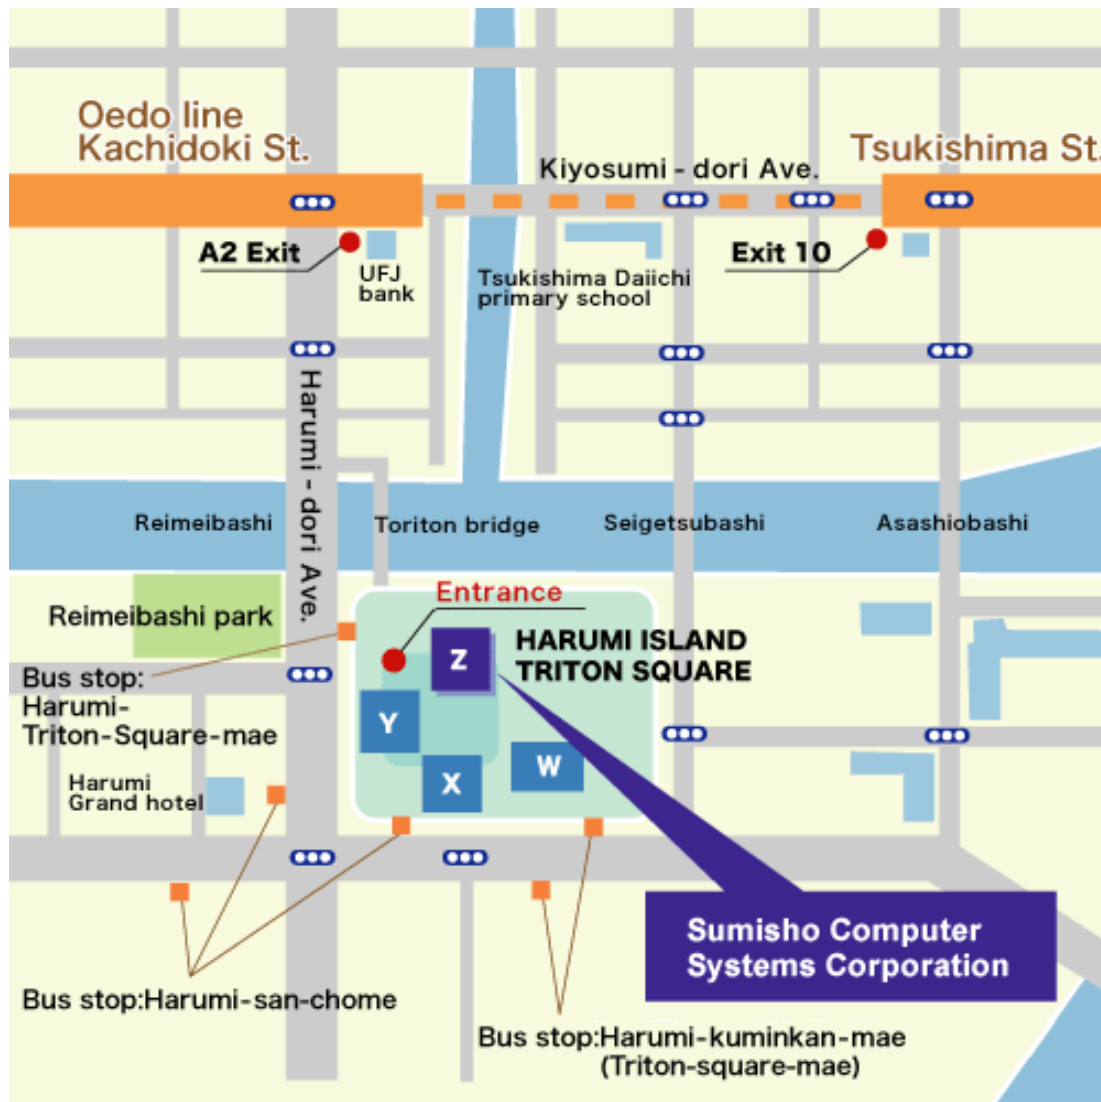 Oedo line
Kachidoki St.
Kiyosumi - dori Ave.
Tsukishima St.
A2 Exit
UFJ
bank
Tsukishima Daiichi
primary school
Exit 10
Harumi - dori Ave.
Reimeibashi
Toriton bridge
Seigetsubashi
Asashiobashi
Reimeibashi park
Entrance
HARUMI ISLAND
TRITON SQUARE
Z
Y
X
W
Bus stop:
Harumi-
Triton-Square-mae
Harumi
Grand hotel
Sumisho Computer
Systems Corporation
Bus stop:Harumi-san-chome
Bus stop:Harumi-kuminkan-mae
(Triton-square-mae)